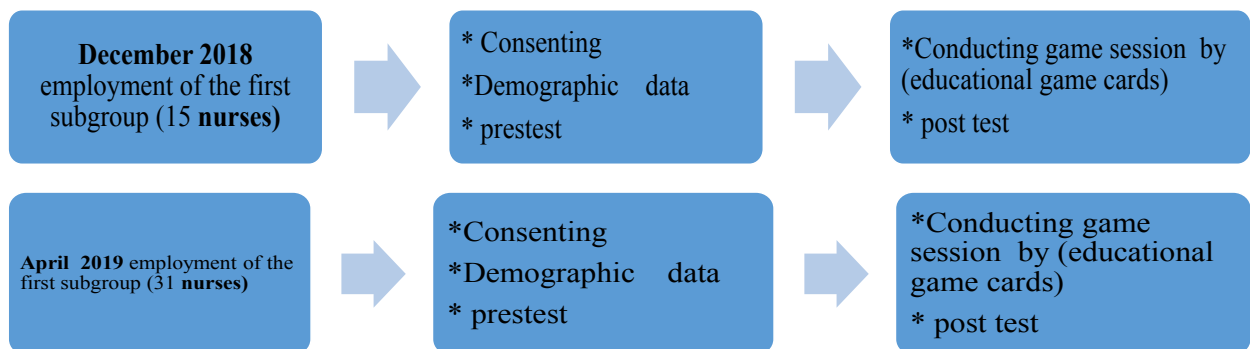 December 2018
employment of the first
subgroup (15 nurses)
* Consenting
*Demographic data
* prestest
*Conducting game session by
(educational game cards)
* post test
April 2019 employment of the
first subgroup (31 nurses)
*Consenting
*Demographic data
* prestest
*Conducting game
session by (educational
game cards)
* post test